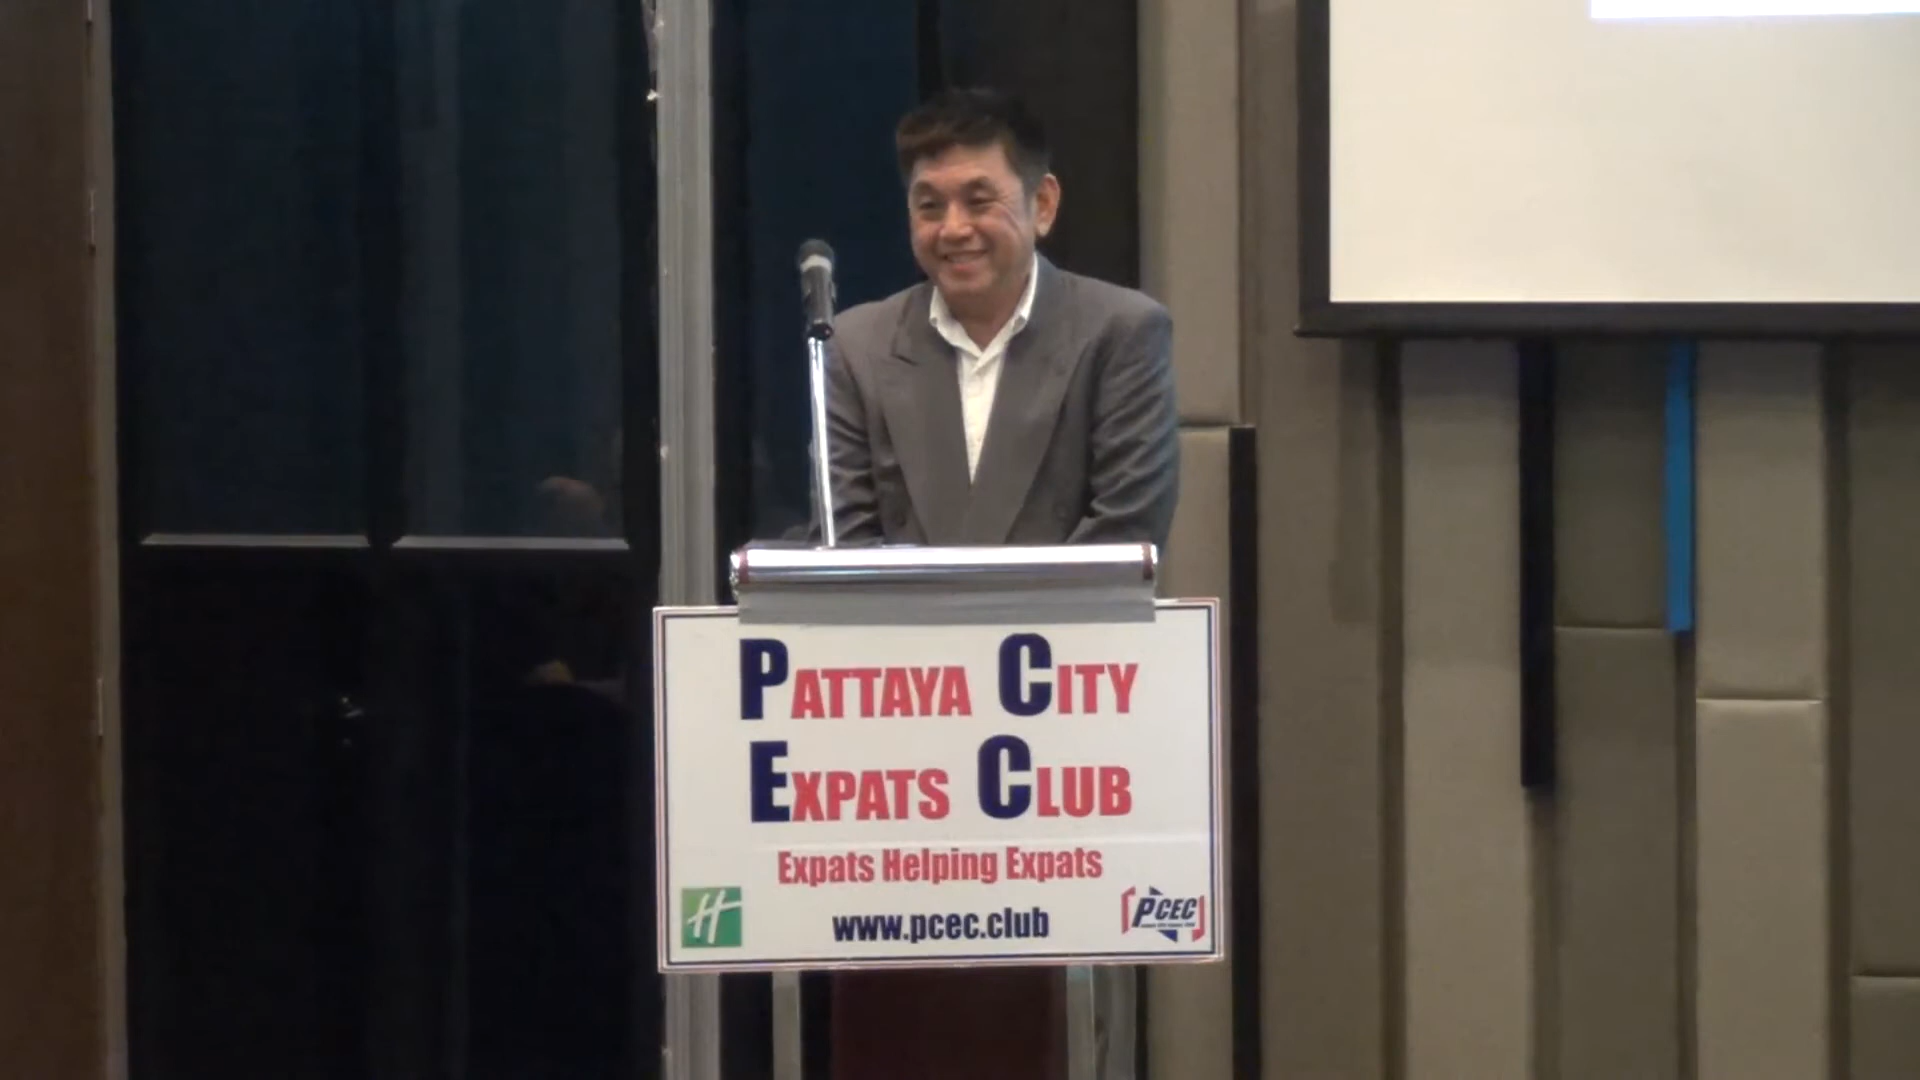 PATTAYA CITY
EXPATS CLUB
Expats Helping Expats
H
www.pcec.club
PCEC